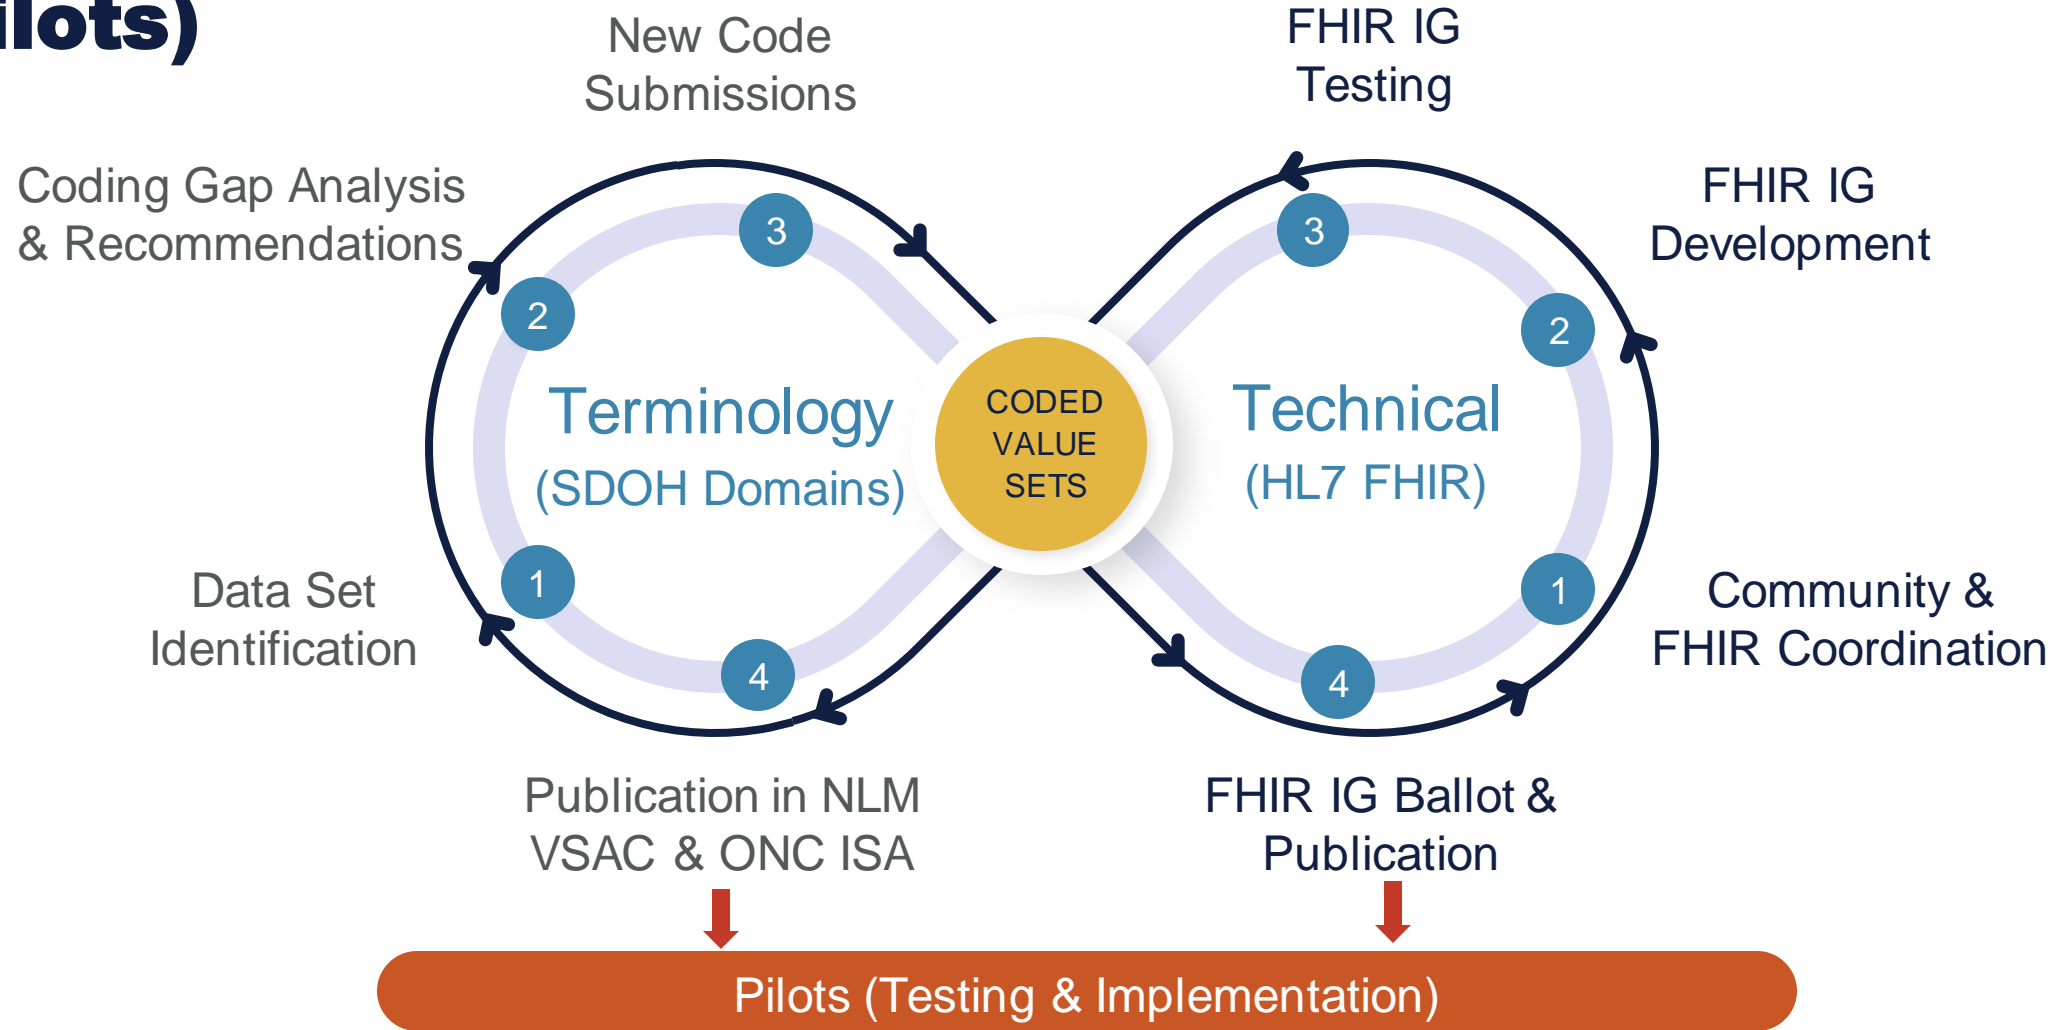 ilots)
New Code
Submissions
FHIR IG
Testing
Coding Gap Analysis
& Recommendations
FHIR IG
Development
3
3
2
2
Terminology
(SDOH Domains)
CODED
VALUE
SETS
Technical
(HL7 FHIR)
Data Set
Identification
1
1
Community &
FHIR Coordination
4
4
Publication in NLM
VSAC & ONC ISA
FHIR IG Ballot &
Publication
Pilots (Testing & Implementation)